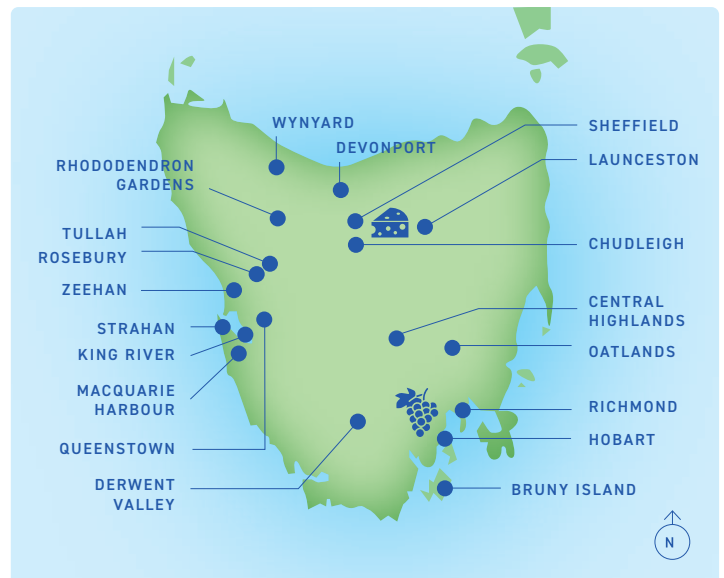 WYNYARD
DEVONPORT
SHEFFIELD
LAUNCESTON
RHODODENDRON
GARDENS
TULLAH
ROSEBURY
ZEEHAN
STRAHAN
KING RIVER
MACQUARIE
HARBOUR
QUEENSTOWN
DERWENT
VALLEY
CHUDLEIGH
CENTRAL
HIGHLANDS
OATLANDS
RICHMOND
HOBART
BRUNY ISLAND
N